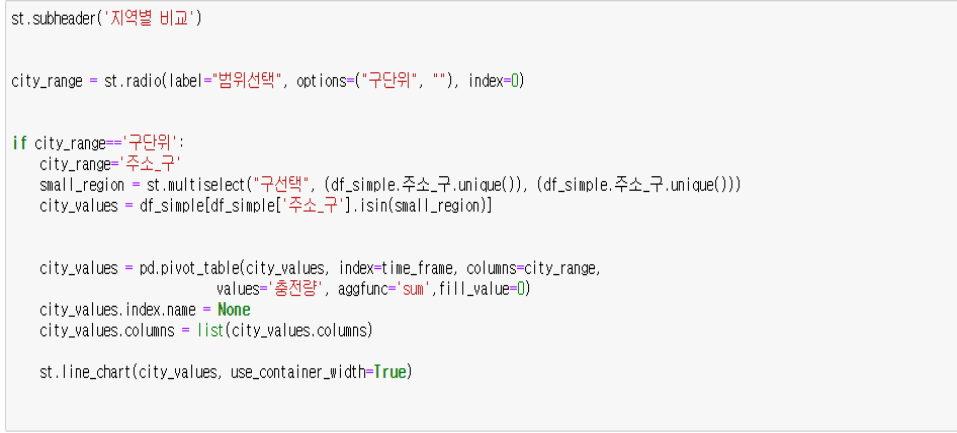 st.subheader('지역별 비교')
city_range = st.radio(label="범위선택", options=("구단위", ""), index=0)
if city_range=='구단위':
    city_range='주소_구'
    small_region = st.multiselect("구선택", (df_simple.주소_구.unique()), (df_simple.주소_구.unique()))
    city_values = df_simple[df_simple['주소_구'].isin(small_region)]
    city_values = pd.pivot_table(city_values, index=time_frame, columns=city_range,
                                 values='충전량', aggfunc='sum',fill_value=0)
    city_values.index.name = None
    city_values.columns = list(city_values.columns)
    st.line_chart(city_values, use_container_width=True)